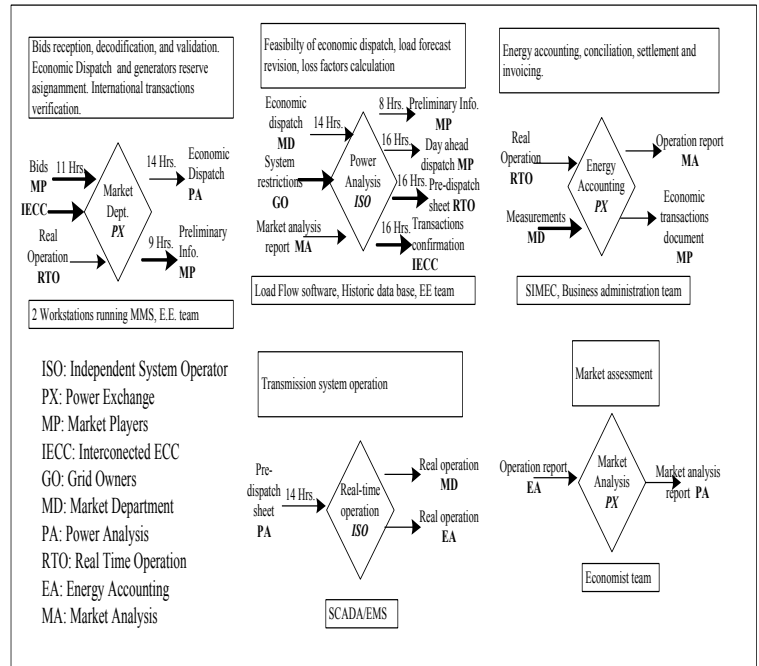 Bids reception, decodification, and validation.
Economic Dispatch and generators reserve
asignamment. International transactions
verification.
Bids
MP
11 Hrs.
IECC
Real
Operation
RTO
Market
Dept.
PX
14 Hrs.
Economic
Dispatch
PA
9 Hrs.
Preliminary
Info.
MP
2 Workstations running MMS, E.E. team
Feasibilty of economic dispatch, load forecast
revision, loss factors calculation
Economic
dispatch
MD
14 Hrs.
System
restrictions
GO
Market analysis
report MA
Power
Analysis
ISO
8 Hrs.
Preliminary Info.
MP
16 Hrs.
Day ahead
dispatch MP
16 Hrs.
Pre-dispatch
sheet RTO
16 Hrs.
Transactions
confirmation
IECC
Load Flow software, Historic data base, EE team
Energy accounting, conciliation, settlement and
invoicing.
Real
Operation
RTO
Measurements
MD
Energy
Accounting
PX
Operation report
MA
Economic
transactions
document
MP
SIMEC, Business administration team
ISO: Independent System Operator
PX: Power Exchange
MP: Market Players
IECC: Interconected ECC
GO: Grid Owners
MD: Market Department
PA: Power Analysis
RTO: Real Time Operation
EA: Energy Accounting
MA: Market Analysis
Transmission system operation
Pre-
dispatch
sheet
PA
14 Hrs.
Real-time
operation
ISO
Real operation
MD
Real operation
EA
SCADA/EMS
Market assessment
Operation report
EA
Market
Analysis
PX
Market analysis
report PA
Economist team